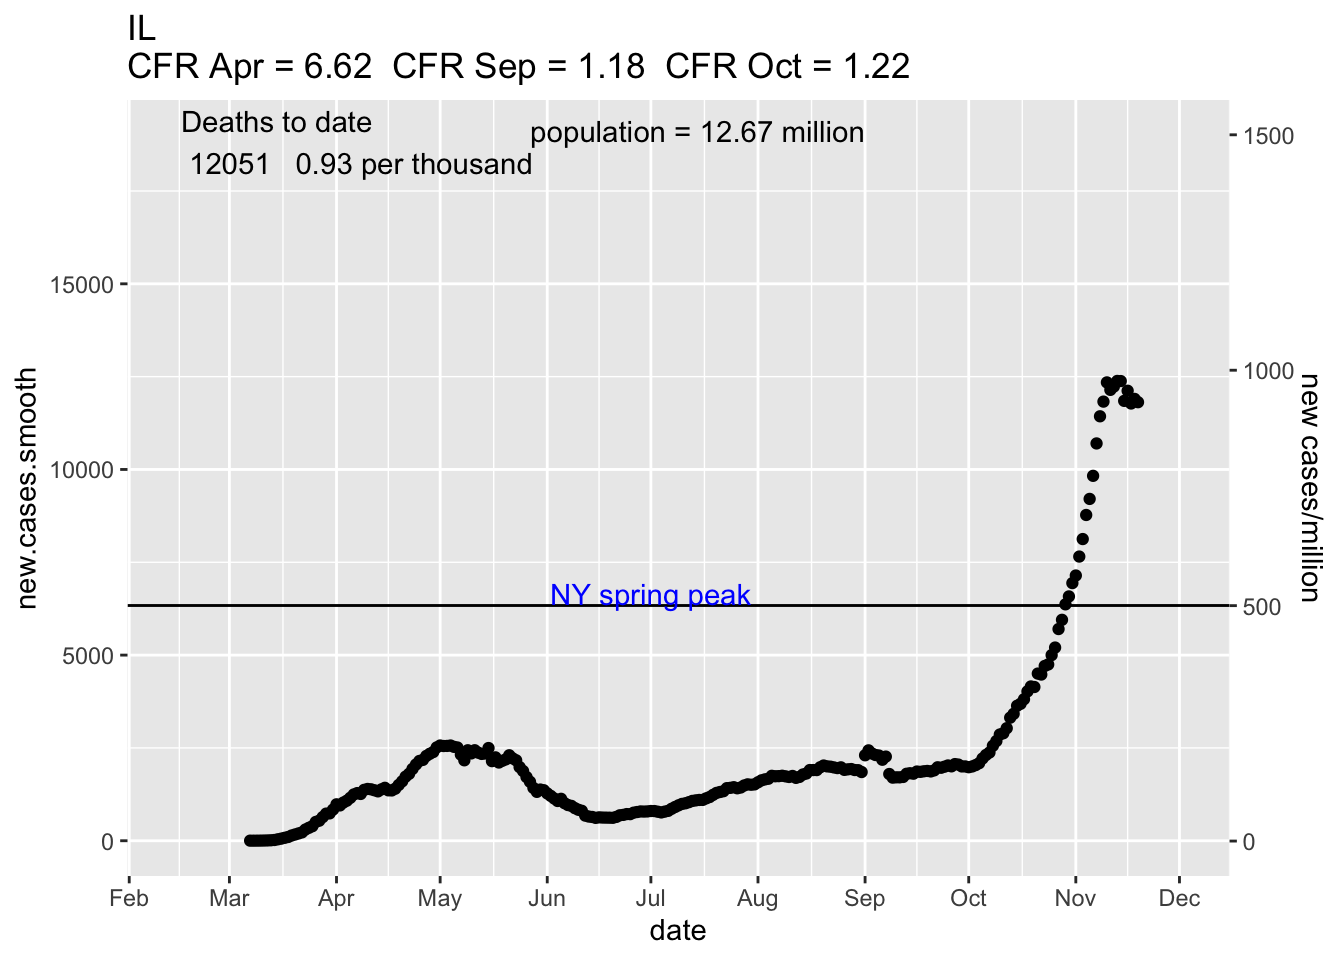 IL
CFR Apr = 6.62  CFR Sep = 1.18  CFR Oct = 1.22
Deaths to date
12051   0.93 per thousand
population = 12.67 million
1500
1000
500
0
new cases/million
15000
10000
5000
0
new.cases.smooth
NY spring peak
Feb Mar Apr May Jun Jul Aug Sep Oct Nov Dec
date